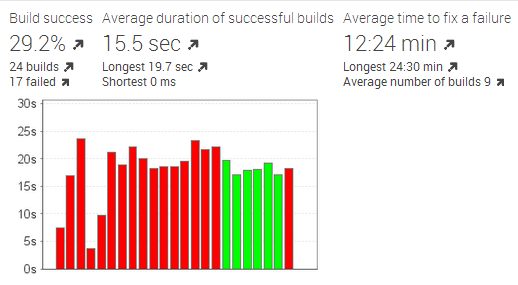 Build success
29.2%
24 builds
17 failed
Average duration of successful builds
15.5 sec
Longest 19.7 sec
Shortest 0 ms
Average time to fix a failure
12:24 min
Longest 24:30 min
Average number of builds 9
30s
25s
20s
15s
10s
5s
0s